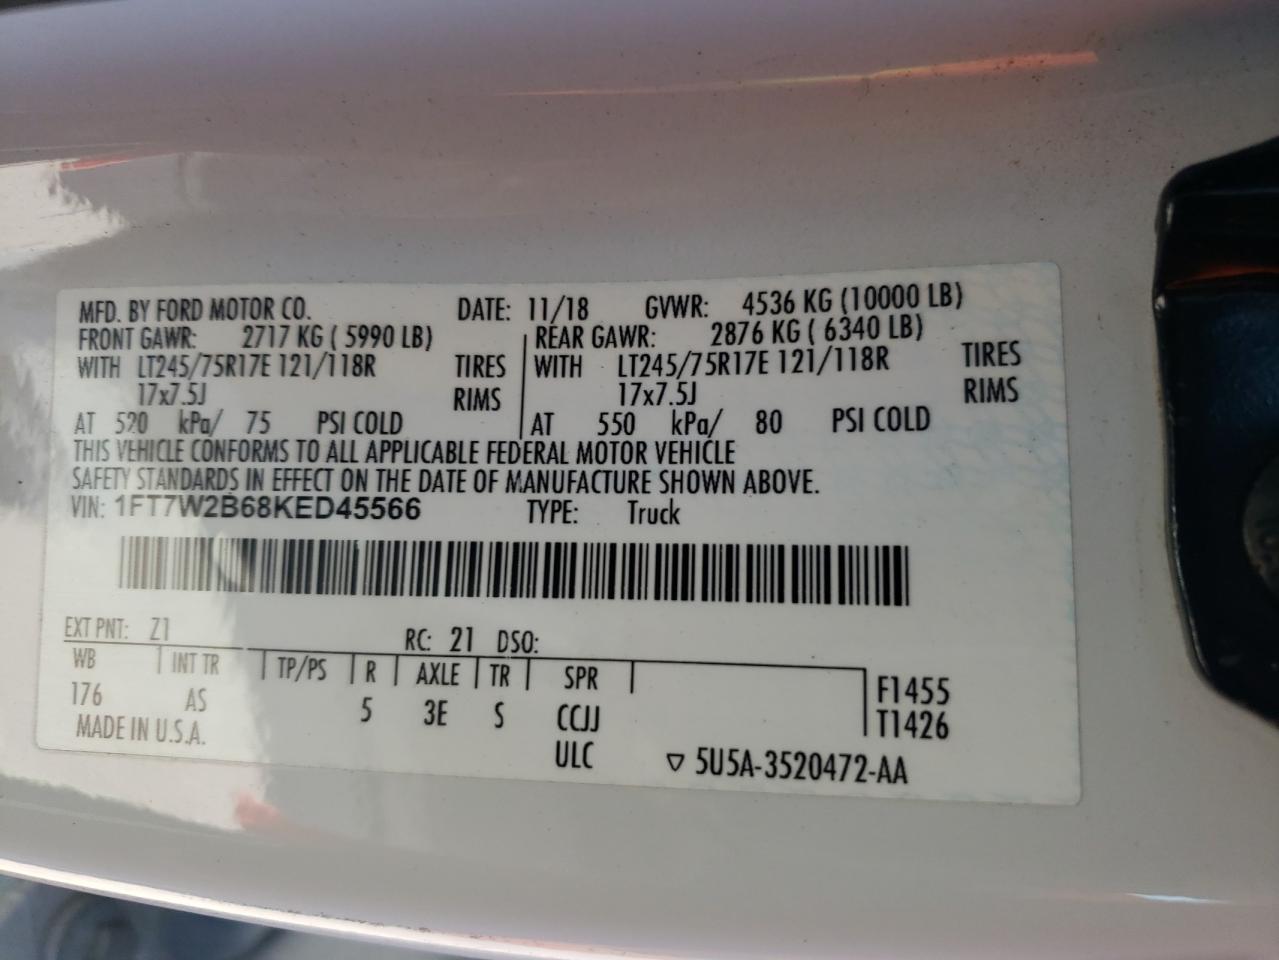 MFD. BY FORD MOTOR CO. DATE: 11/18 GVWR: 4536 KG (10000 LB)
FRONT GAWR: 2717 KG ( 5990 LB) REAR GAWR: 2876 KG ( 6340 LB)
WITH LT245/75R17E 121/118R TIRES WITH LT245/75R17E 121/118R TIRES
17x7.5J RIMS 17x7.5J RIMS
AT 520 kPa/ 75 PSI COLD AT 550 kPa/ 80 PSI COLD
THIS VEHICLE CONFORMS TO ALL APPLICABLE FEDERAL MOTOR VEHICLE
SAFETY STANDARDS IN EFFECT ON THE DATE OF MANUFACTURE SHOWN ABOVE.
VIN: 1FT7W2B68KED45566 TYPE: Truck
EXT PNT: Z1 RC: 21 DSO:
WB INT TR TP/PS R AXLE TR SPR
176 AS 5 3E S CCJJ F1455
MADE IN U.S.A. T1426
ULC ▽ 5U5A-3520472-AA